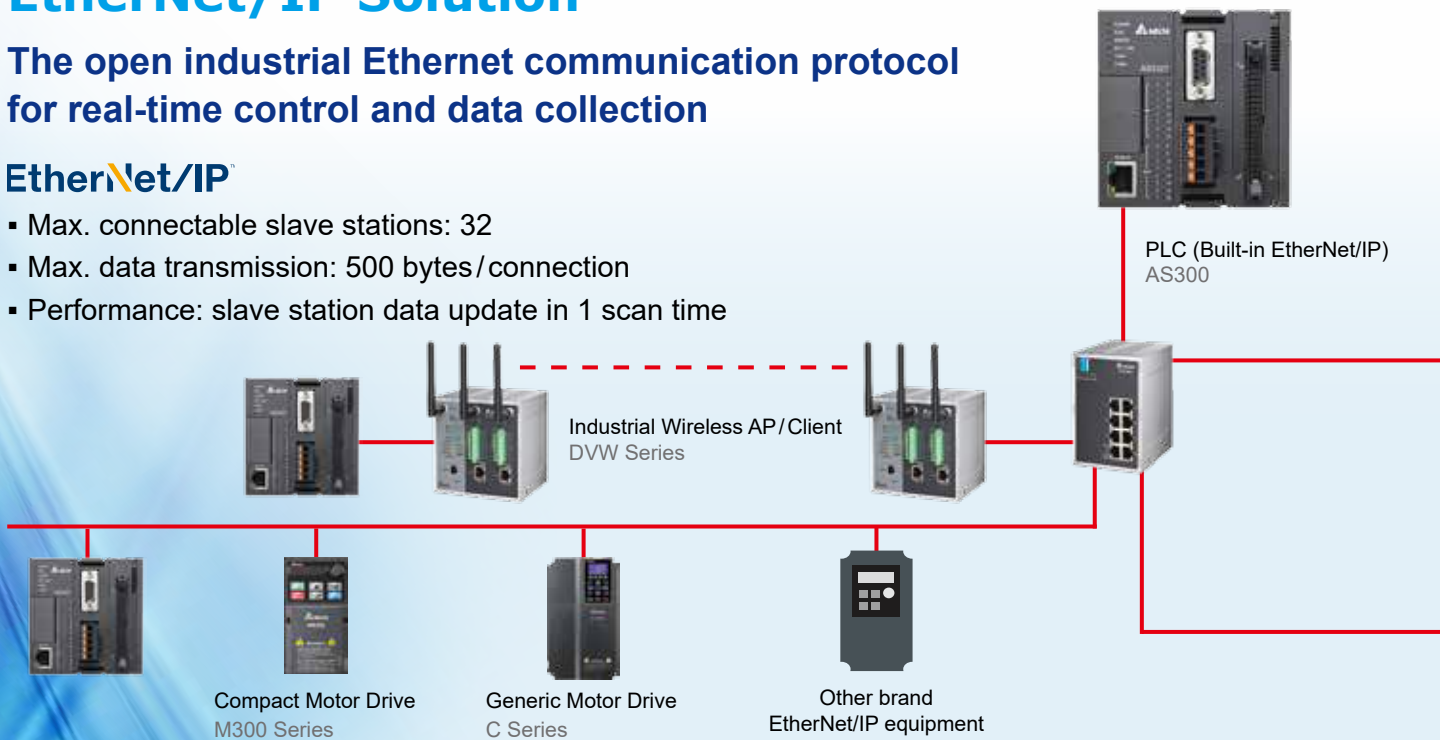 EtherNet/IP Solution
The open industrial Ethernet communication protocol
for real-time control and data collection
EtherNet/IP™
▪ Max. connectable slave stations: 32
▪ Max. data transmission: 500 bytes/connection
▪ Performance: slave station data update in 1 scan time
PLC (Built-in EtherNet/IP)
AS300
Industrial Wireless AP/Client
DVW Series
Compact Motor Drive
M300 Series
Generic Motor Drive
C Series
Other brand
EtherNet/IP equipment